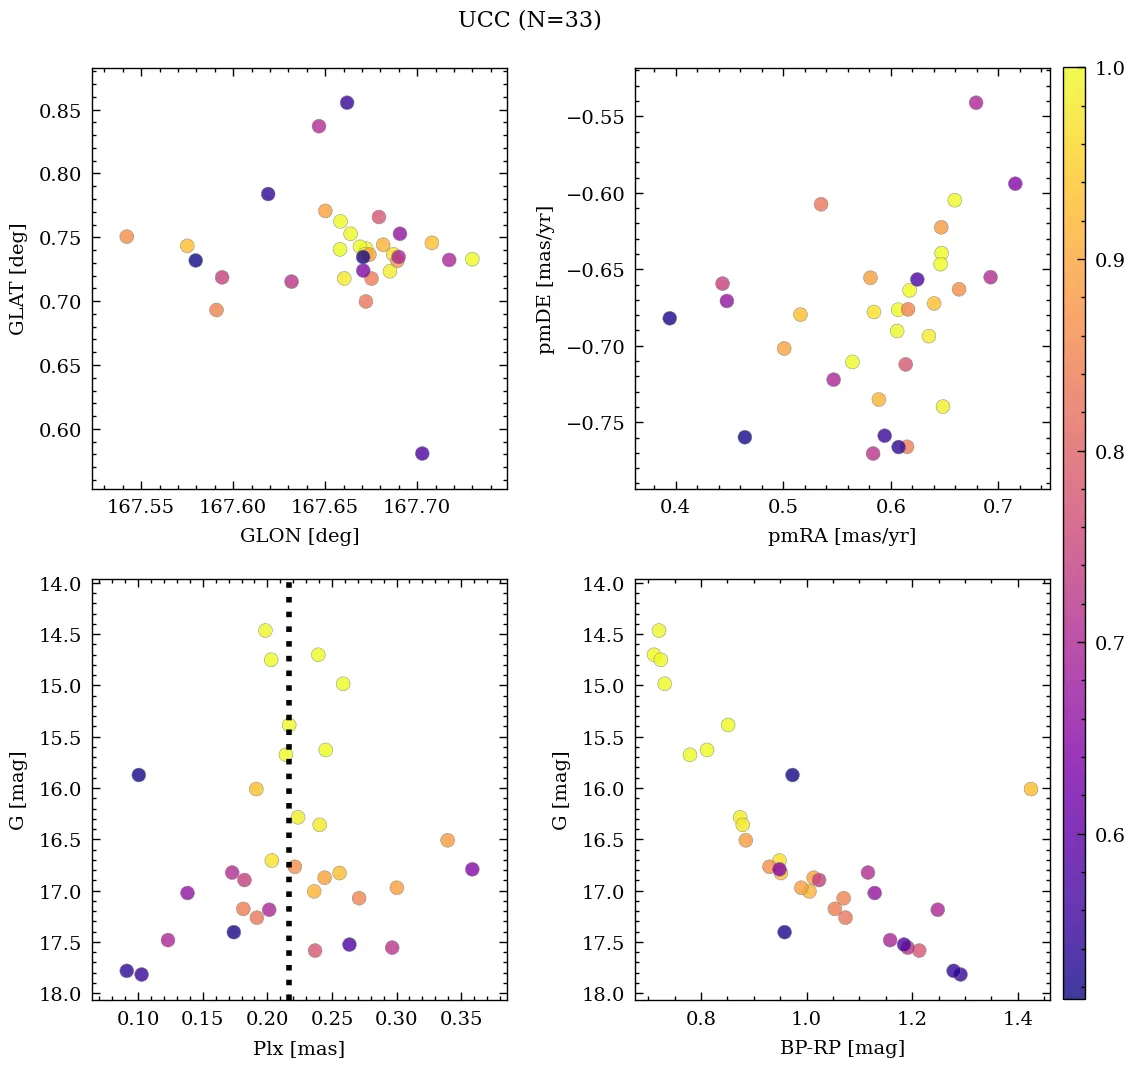 UCC (N=33)
0.85
0.80
0.75
0.70
0.65
0.60
GLAT [deg]
167.55 167.60 167.65 167.70
GLON [deg]
−0.55
−0.60
−0.65
−0.70
−0.75
pmDE [mas/yr]
0.4 0.5 0.6 0.7
pmRA [mas/yr]
14.0
14.5
15.0
15.5
16.0
16.5
17.0
17.5
18.0
G [mag]
0.10 0.15 0.20 0.25 0.30 0.35
Plx [mas]
14.0
14.5
15.0
15.5
16.0
16.5
17.0
17.5
18.0
G [mag]
0.8 1.0 1.2 1.4
BP-RP [mag]
1.0
0.9
0.8
0.7
0.6